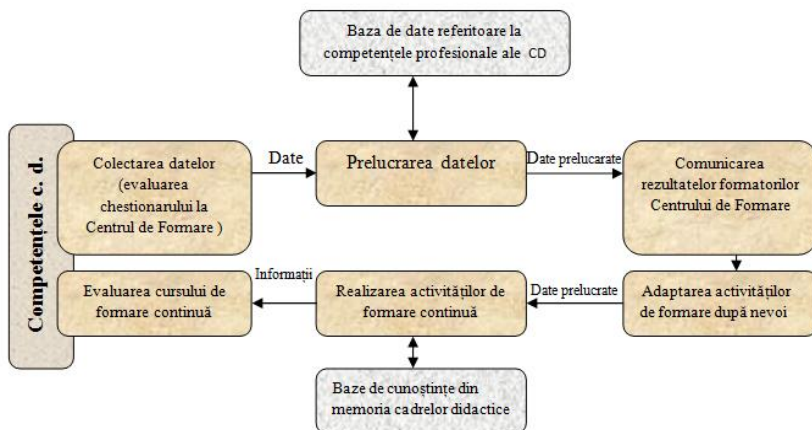 Baza de date referitoare la
competențele profesionale ale CD
Competențele c. d.
Colectarea datelor
(evaluarea
chestionarului la
Centrul de Formare )
Date
Prelucrarea datelor
Date prelucarate
Comunicarea
rezultatelor formatorilor
Centrului de Formare
Evaluarea cursului de
formare continuă
Informații
Realizarea activităților de
formare continuă
Date prelucrate
Adaptarea activităților
de formare după nevoi
Baze de cunoștințe din
memoria cadrelor didactice